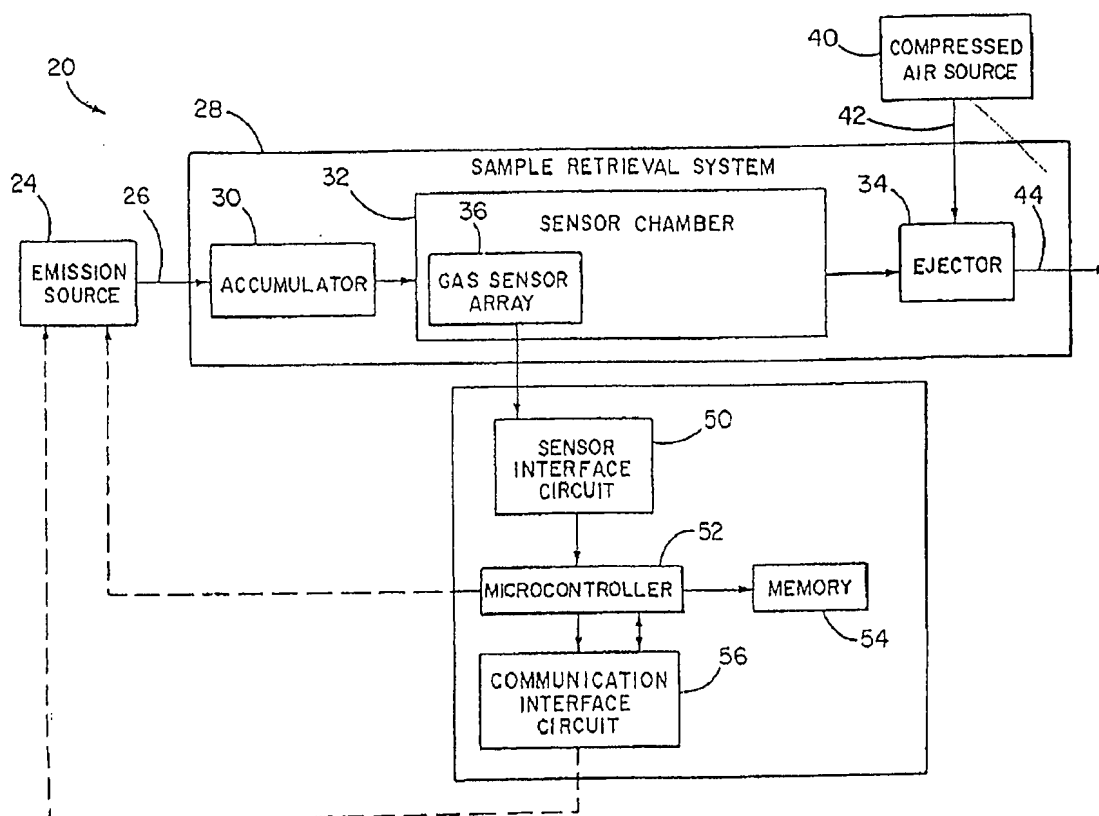 40
COMPRESSED
AIR SOURCE
20
42
28
SAMPLE RETRIEVAL SYSTEM
24
26
30
32
36
SENSOR CHAMBER
34
44
EMISSION
SOURCE
ACCUMULATOR
GAS SENSOR
ARRAY
EJECTOR
50
SENSOR
INTERFACE
CIRCUIT
52
MICROCONTROLLER
MEMORY
54
56
COMMUNICATION
INTERFACE
CIRCUIT